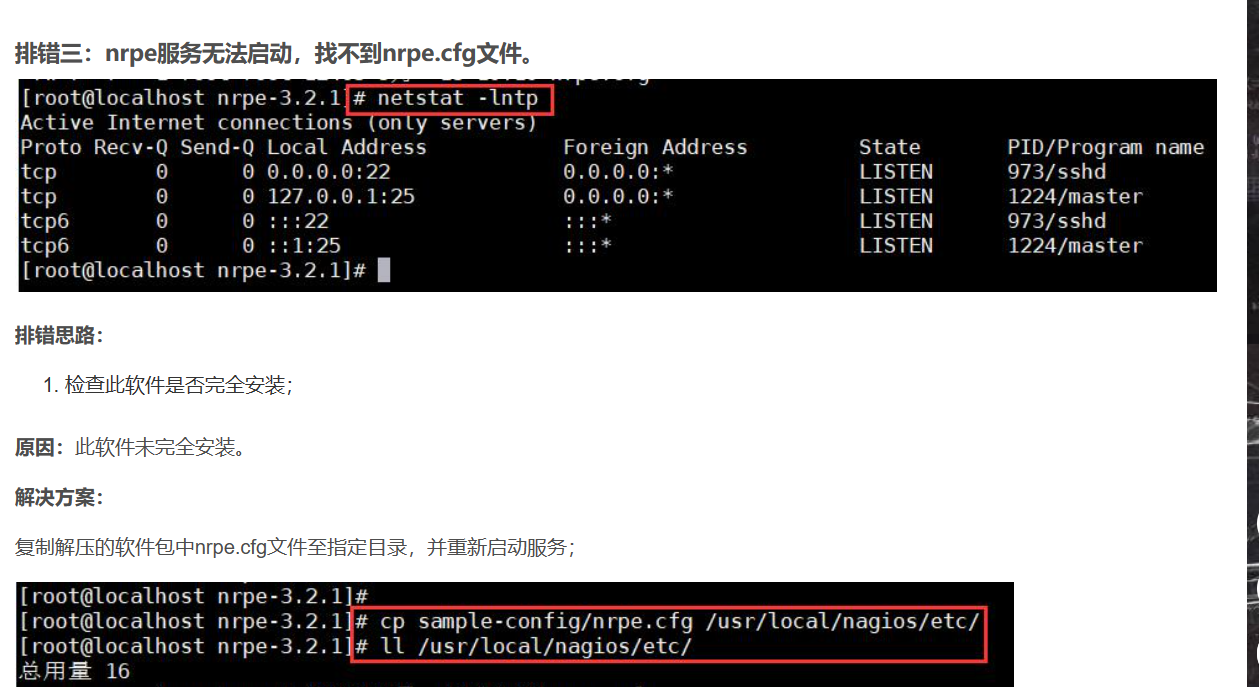 排错三：nrpe服务无法启动，找不到nrpe.cfg文件。
[root@localhost nrpe-3.2.1]# netstat -lntp
Active Internet connections (only servers)
Proto Recv-Q Send-Q Local Address Foreign Address State PID/Program name
tcp 0 0 0.0.0.0:22 0.0.0.0:* LISTEN 973/sshd
tcp 0 0 127.0.0.1:25 0.0.0.0:* LISTEN 1224/master
tcp6 0 0 :::22 :::* LISTEN 973/sshd
tcp6 0 0 ::1:25 :::* LISTEN 1224/master
[root@localhost nrpe-3.2.1]#
排错思路：
1. 检查此软件是否完全安装；
原因：此软件未完全安装。
解决方案：
复制解压的软件包中nrpe.cfg文件至指定目录，并重新启动服务；
[root@localhost nrpe-3.2.1]#
[root@localhost nrpe-3.2.1]# cp sample-config/nrpe.cfg /usr/local/nagios/etc/
[root@localhost nrpe-3.2.1]# ll /usr/local/nagios/etc/
总用量 16